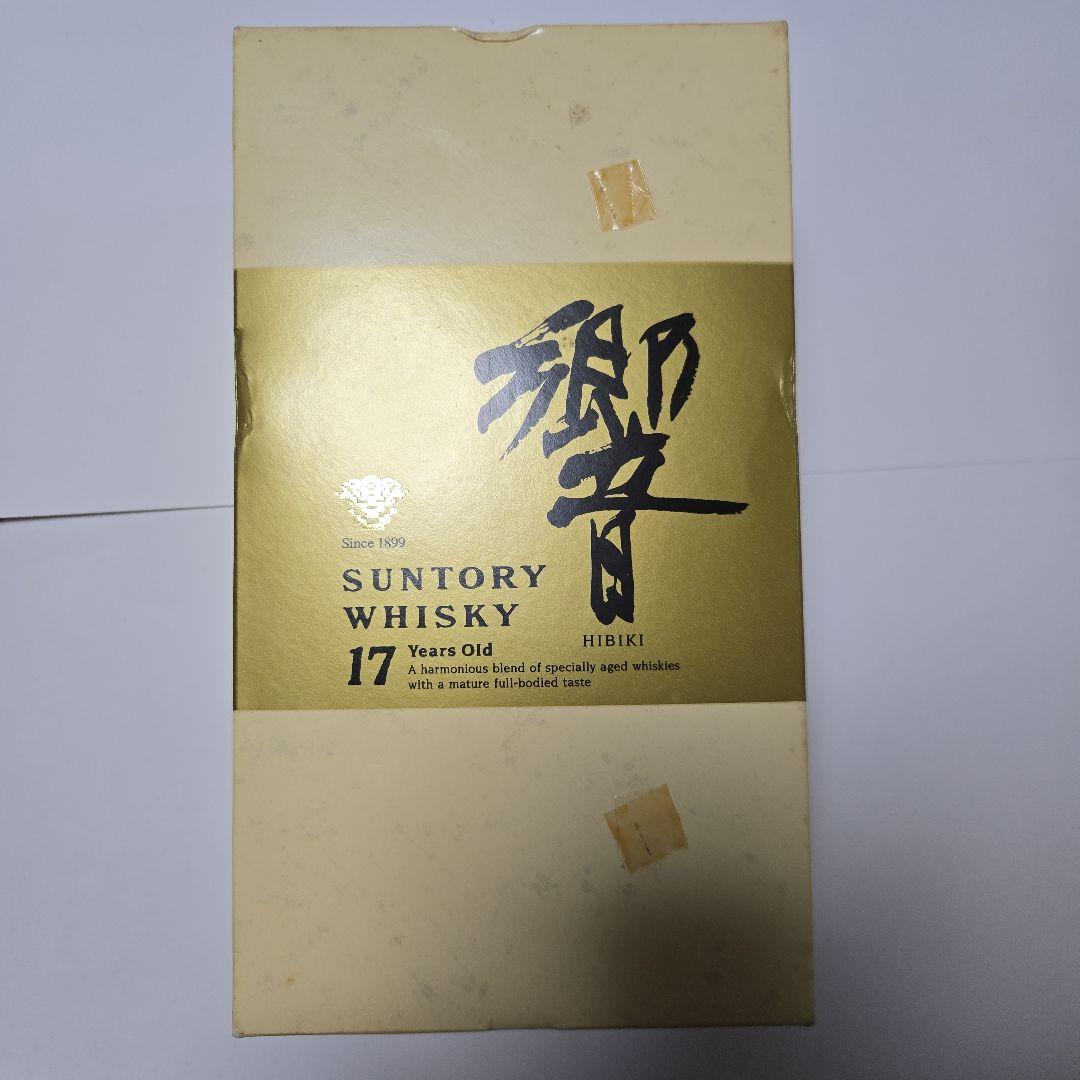 響
HIBIKI
Since 1899
SUNTORY
WHISKY
17 Years Old
A harmonious blend of specially aged whiskies
with a mature full-bodied taste